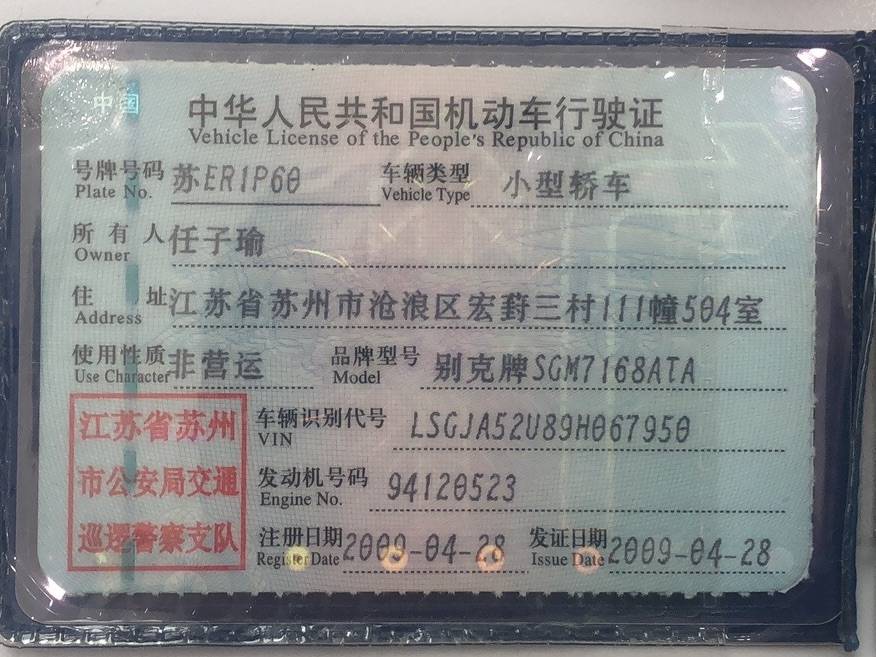 中国
中华人民共和国机动车行驶证
Vehicle License of the People's Republic of China
号牌号码 苏ER1P60 车辆类型 小型轿车
Plate No. Vehicle Type
所有人 任子瑜
Owner
住址 江苏省苏州市沧浪区宏葑三村111幢504室
Address
使用性质 非营运 品牌型号 别克牌SGM7168ATA
Use Character Model
江苏省苏州 车辆识别代号 LSGJA52U89H067950
VIN
市公安局交通 发动机号码 94120523
Engine No.
巡逻警察支队 注册日期 2009-04-28 发证日期 2009-04-28
Register Date Issue Date